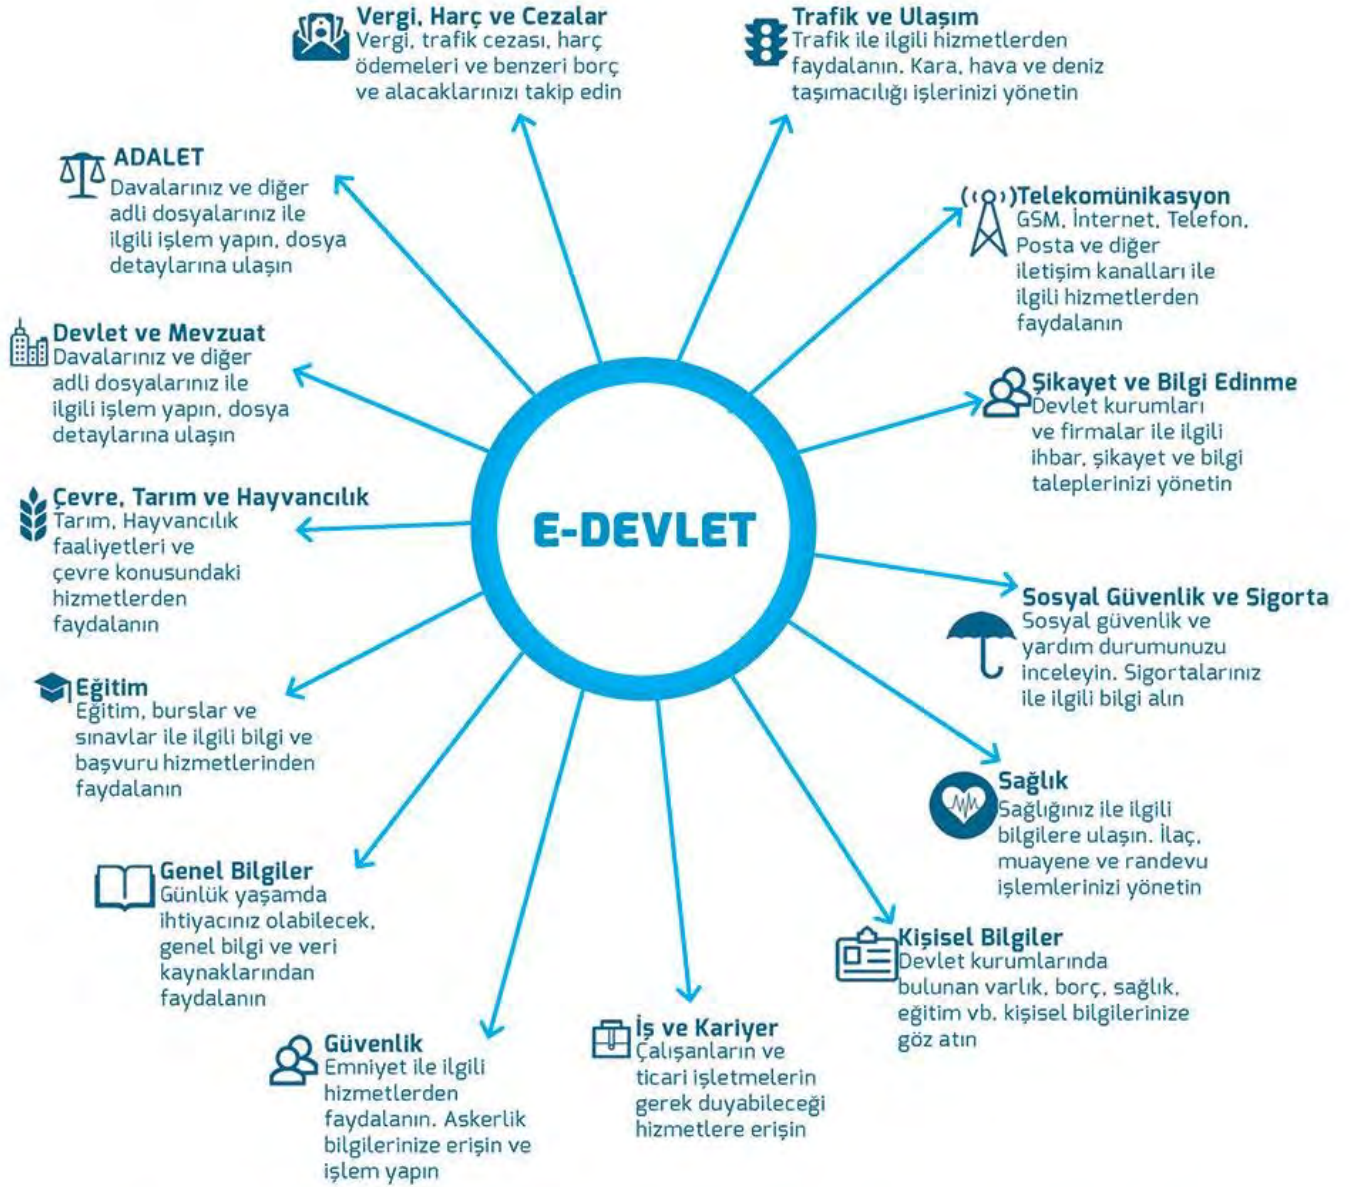 Vergi, Harç ve Cezalar
Vergi, trafik cezası, harç
ödemeleri ve benzeri borç
ve alacaklarınızı takip edin
Trafik ve Ulaşım
Trafik ile ilgili hizmetlerden
faydalanın. Kara, hava ve deniz
taşımacılığı işlerinizi yönetin
ADALET
Davalarınız ve diğer
adli dosyalarınız ile
ilgili işlem yapın, dosya
detaylarına ulaşın
Telekomünikasyon
GSM, İnternet, Telefon,
Posta ve diğer
iletişim kanalları ile
ilgili hizmetlerden
faydalanın
Devlet ve Mevzuat
Davalarınız ve diğer
adli dosyalarınız ile
ilgili işlem yapın, dosya
detaylarına ulaşın
Şikayet ve Bilgi Edinme
Devlet kurumları
ve firmalar ile ilgili
ihbar, şikayet ve bilgi
taleplerinizi yönetin
Çevre, Tarım ve Hayvancılık
Tarım, Hayvancılık
faaliyetleri ve
çevre konusundaki
hizmetlerden
faydalanın
E-DEVLET
Sosyal Güvenlik ve Sigorta
Sosyal güvenlik ve
yardım durumunuzu
inceleyin. Sigortalarınız
ile ilgili bilgi alın
Eğitim
Eğitim, burslar ve
sınavlar ile ilgili bilgi ve
başvuru hizmetlerinden
faydalanın
Sağlık
Sağlığınız ile ilgili
bilgilere ulaşın. İlaç,
muayene ve randevu
işlemlerinizi yönetin
Genel Bilgiler
Günlük yaşamda
ihtiyacınız olabilecek,
genel bilgi ve veri
kaynaklarından
faydalanın
Kişisel Bilgiler
Devlet kurumlarında
bulunan varlık, borç, sağlık,
eğitim vb. kişisel bilgilerinize
göz atın
Güvenlik
Emniyet ile ilgili
hizmetlerden
faydalanın. Askerlik
bilgilerinize erişin ve
işlem yapın
İş ve Kariyer
Çalışanların ve
ticari işletmelerin
gerek duyabileceği
hizmetlere erişin